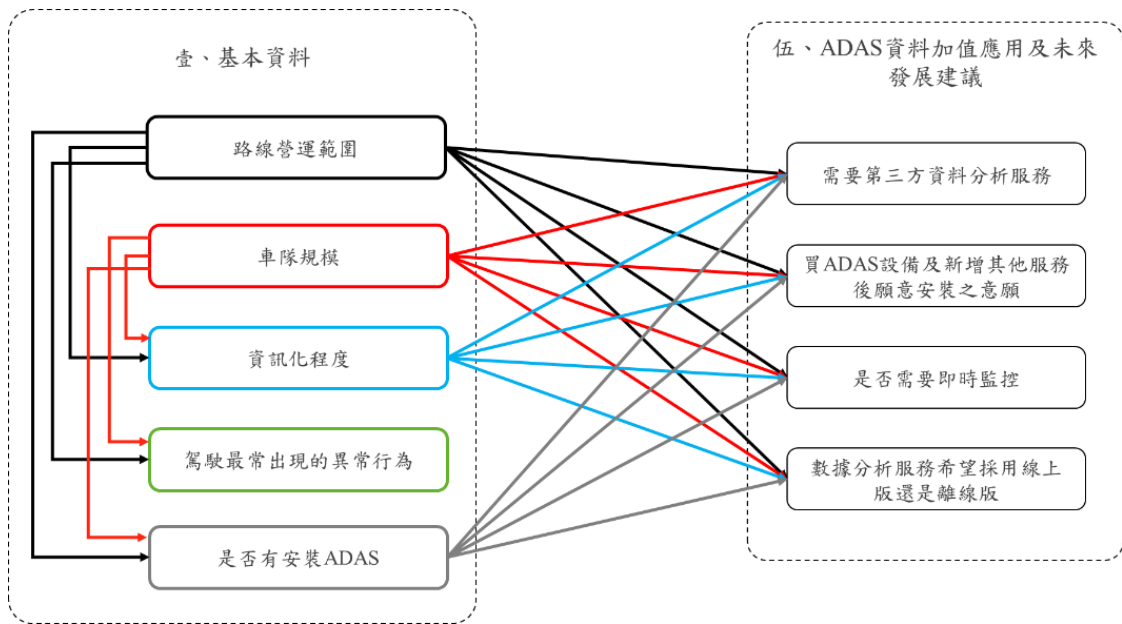 壹、基本資料
路線營運範圍
車隊規模
資訊化程度
駕駛最常出現的異常行為
是否有安裝ADAS
伍、ADAS資料加值應用及未來
發展建議
需要第三方資料分析服務
買ADAS設備及新增其他服務
後願意安裝之意願
是否需要即時監控
數據分析服務希望採用線上
版還是離線版